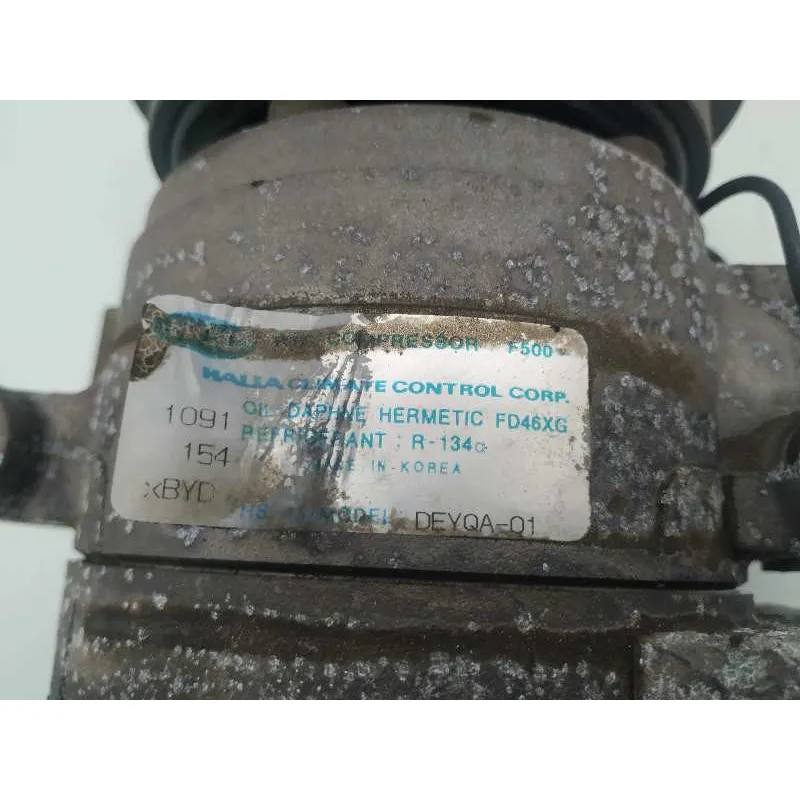 COMPRESSOR F500
HALLA CLIMATE CONTROL CORP.
1091 OIL DAPHNE HERMETIC FD46XG
154 REFRIGERANT : R-134a
MADE IN KOREA
xBYD
HS MODEL DEYQA-01